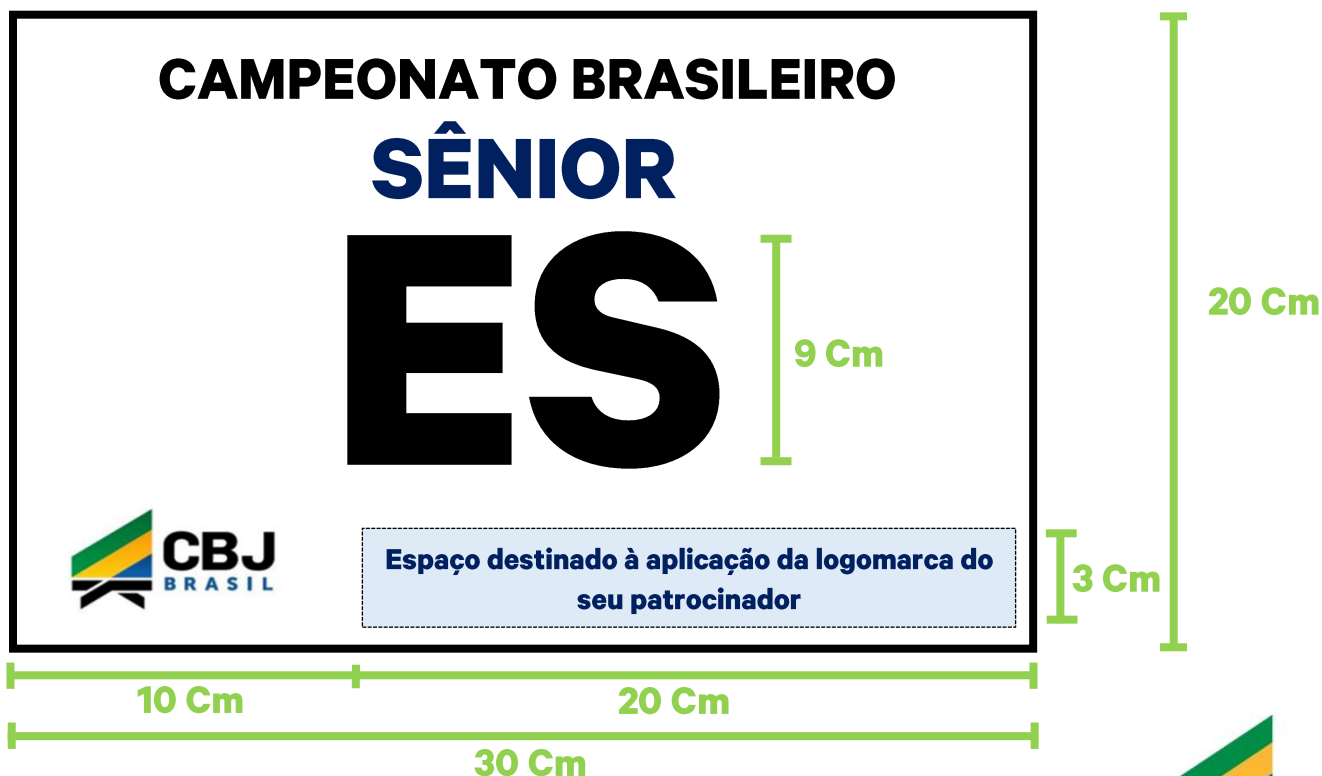 CAMPEONATO BRASILEIRO
SÊNIOR
ES
9 Cm
20 Cm
CBJ
BRASIL
Espaço destinado à aplicação da logomarca do
seu patrocinador
3 Cm
10 Cm
20 Cm
30 Cm